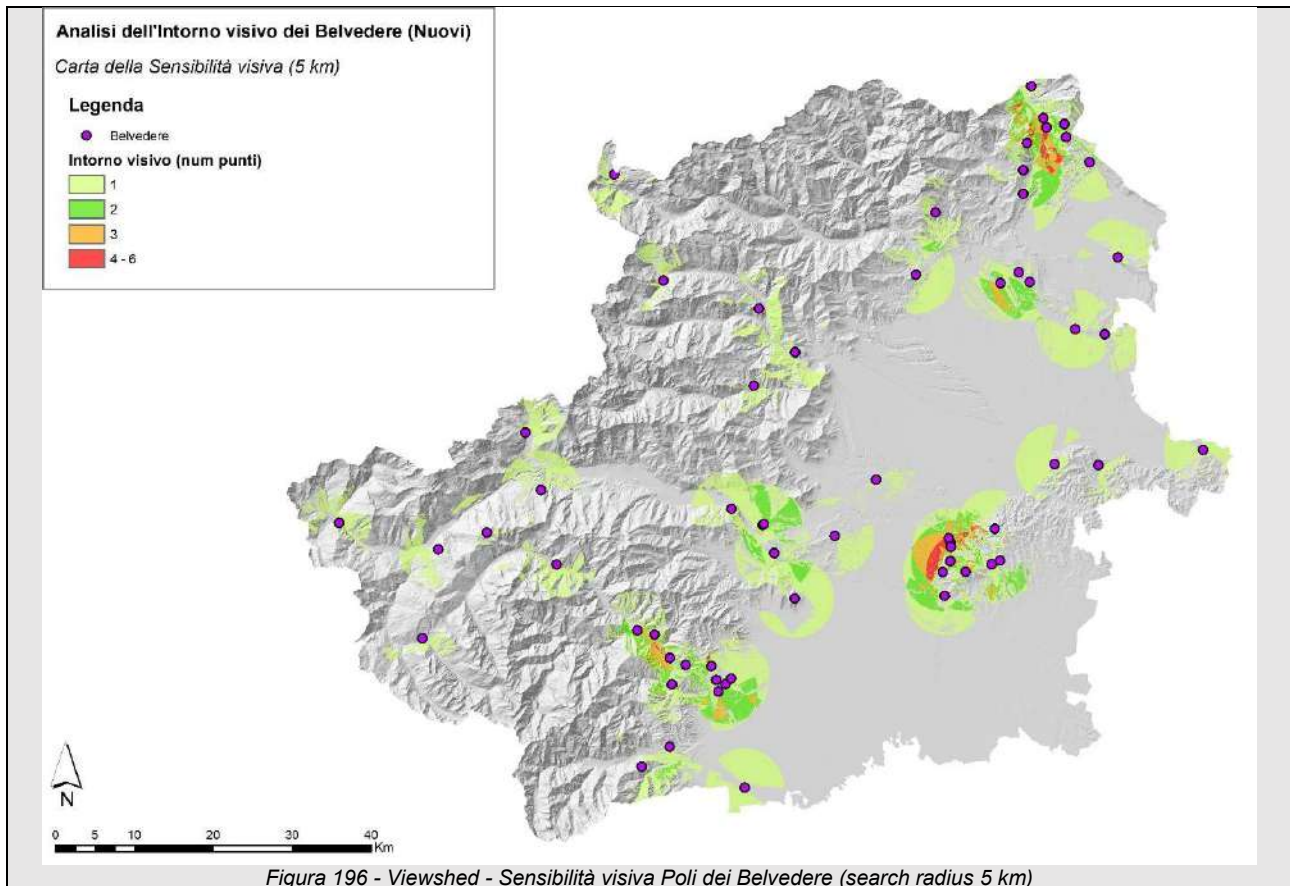 Analisi dell'Intorno visivo dei Belvedere (Nuovi)
Carta della Sensibilità visiva (5 km)
Legenda
Belvedere
Intorno visivo (num punti)
1
2
3
4 - 6
N
0 5 10 20 30 40
Km
Figura 196 - Viewshed - Sensibilità visiva Poli dei Belvedere (search radius 5 km)